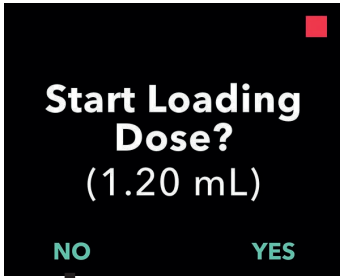 Start Loading
Dose?
(1.20 mL)
NO YES